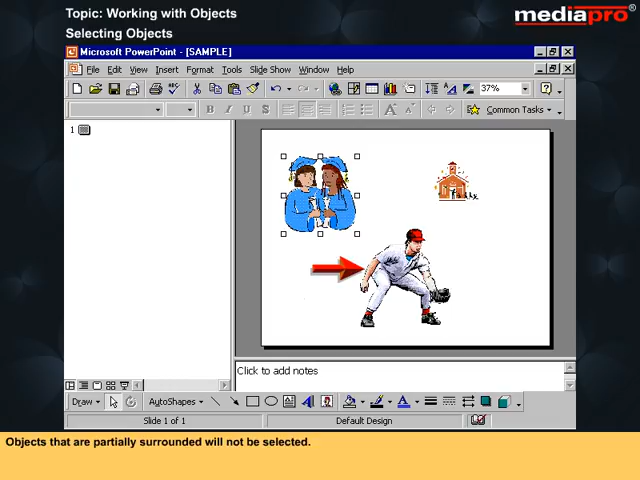 Topic: Working with Objects
mediapro®
Selecting Objects
Microsoft PowerPoint - [SAMPLE]
File Edit View Insert Format Tools Slide Show Window Help
37%
B I U S
A A Common Tasks
1
Click to add notes
Draw AutoShapes A A
Slide 1 of 1 Default Design
Objects that are partially surrounded will not be selected.